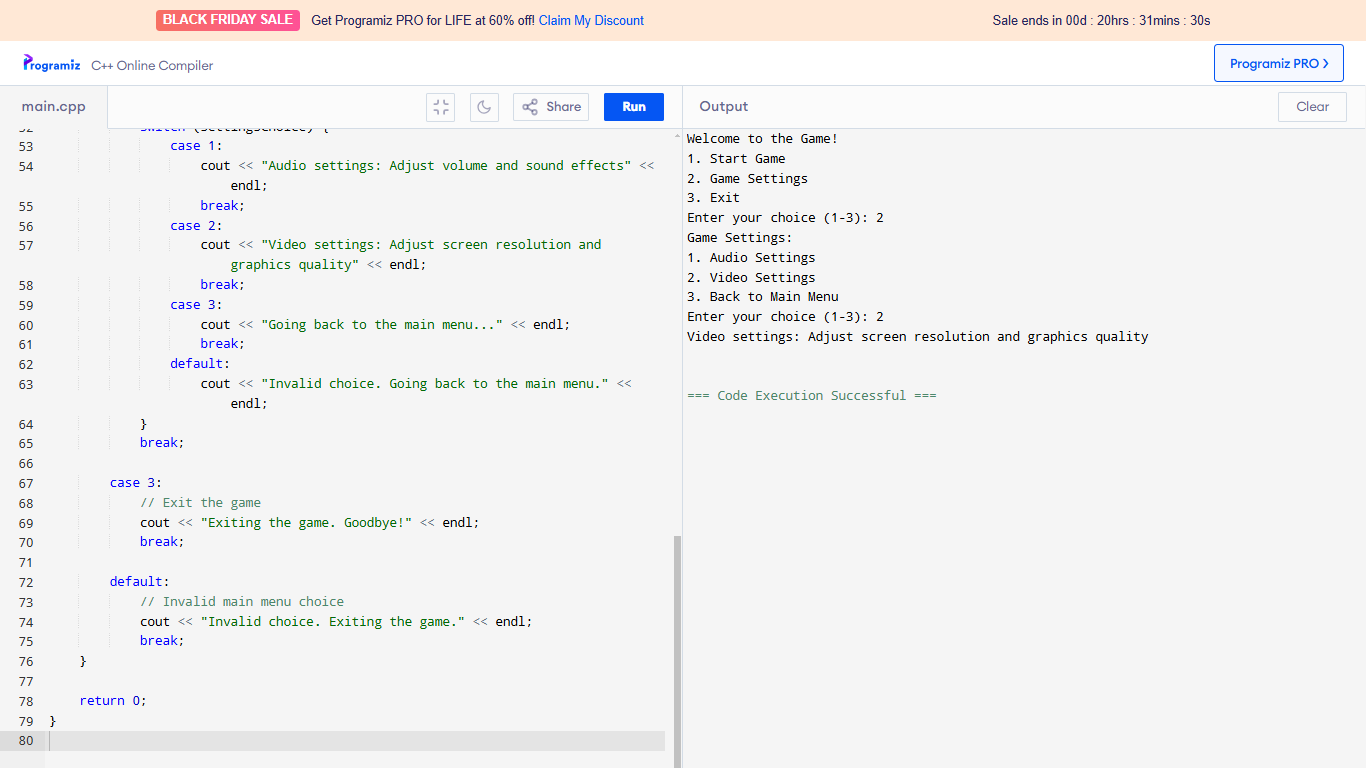 BLACK FRIDAY SALE Get Programiz PRO for LIFE at 60% off! Claim My Discount Sale ends in 00d : 20hrs : 31mins : 30s
Programiz C++ Online Compiler Programiz PRO >
main.cpp Share Run
52 switch (settingsChoice) {
53 case 1:
54 cout << "Audio settings: Adjust volume and sound effects" <<
endl;
55 break;
56 case 2:
57 cout << "Video settings: Adjust screen resolution and
graphics quality" << endl;
58 break;
59 case 3:
60 cout << "Going back to the main menu..." << endl;
61 break;
62 default:
63 cout << "Invalid choice. Going back to the main menu." <<
endl;
64 }
65 break;
66
67 case 3:
68 // Exit the game
69 cout << "Exiting the game. Goodbye!" << endl;
70 break;
71
72 default:
73 // Invalid main menu choice
74 cout << "Invalid choice. Exiting the game." << endl;
75 break;
76 }
77
78 return 0;
79 }
80
Output Clear
Welcome to the Game!
1. Start Game
2. Game Settings
3. Exit
Enter your choice (1-3): 2
Game Settings:
1. Audio Settings
2. Video Settings
3. Back to Main Menu
Enter your choice (1-3): 2
Video settings: Adjust screen resolution and graphics quality
=== Code Execution Successful ===